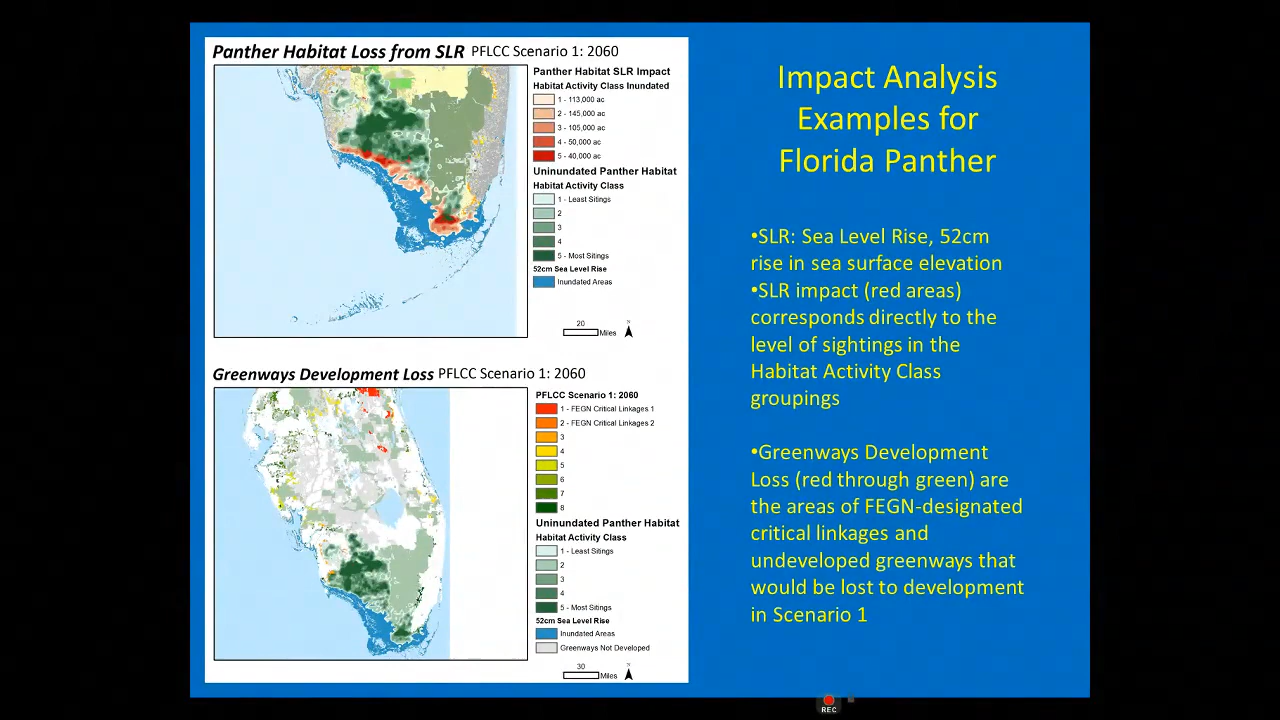 Panther Habitat Loss from SLR PFLCC Scenario 1: 2060
Panther Habitat SLR Impact
Habitat Activity Class Inundated
1 - 113,000 ac
2 - 145,000 ac
3 - 105,000 ac
4 - 50,000 ac
5 - 40,000 ac
Uninundated Panther Habitat
Habitat Activity Class
1 - Least Sitings
2
3
4
5 - Most Sitings
52cm Sea Level Rise
Inundated Areas
20
Miles
N
Greenways Development Loss PFLCC Scenario 1: 2060
PFLCC Scenario 1: 2060
1 - FEGN Critical Linkages 1
2 - FEGN Critical Linkages 2
3
4
5
6
7
8
Uninundated Panther Habitat
Habitat Activity Class
1 - Least Sitings
2
3
4
5 - Most Sitings
52cm Sea Level Rise
Inundated Areas
Greenways Not Developed
30
Miles
N
Impact Analysis
Examples for
Florida Panther
•SLR: Sea Level Rise, 52cm
rise in sea surface elevation
•SLR impact (red areas)
corresponds directly to the
level of sightings in the
Habitat Activity Class
groupings
•Greenways Development
Loss (red through green) are
the areas of FEGN-designated
critical linkages and
undeveloped greenways that
would be lost to development
in Scenario 1
REC